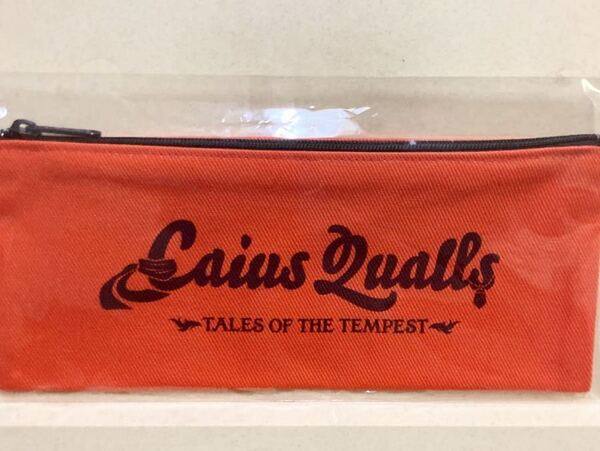 Caius Qualls
TALES OF THE TEMPEST